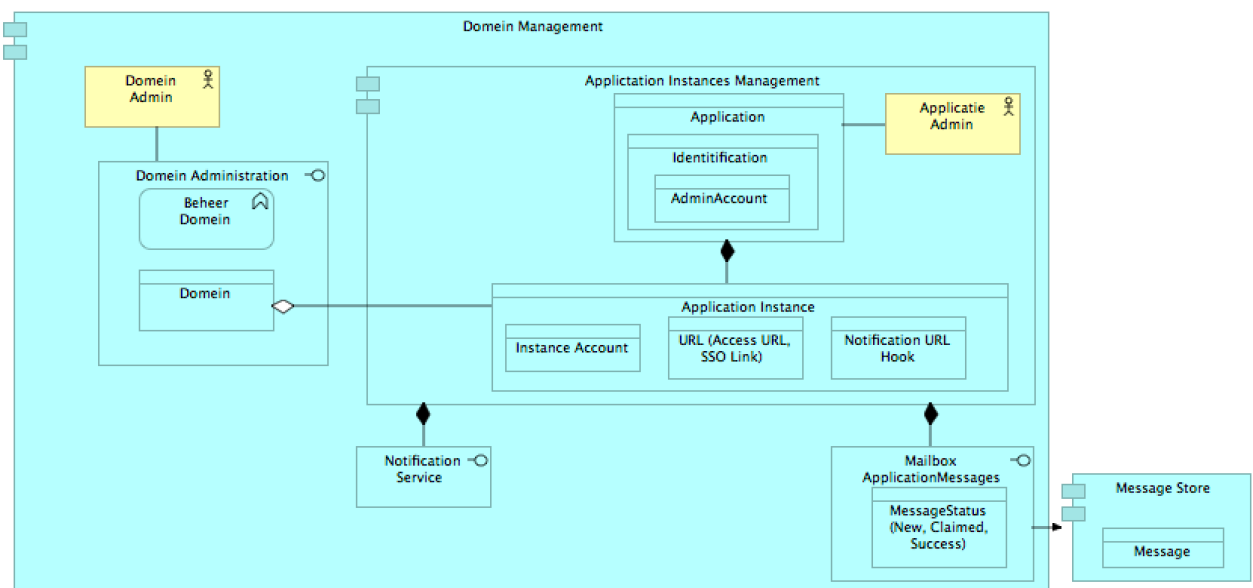 Domein Management
Domein
Admin
Applictation Instances Management
Application
Applicatie
Admin
Identitification
AdminAccount
Domein Administration
Beheer
Domein
Domein
Application Instance
Instance Account
URL (Access URL,
SSO Link)
Notification URL
Hook
Notification
Service
Mailbox
ApplicationMessages
MessageStatus
(New, Claimed,
Success)
Message Store
Message